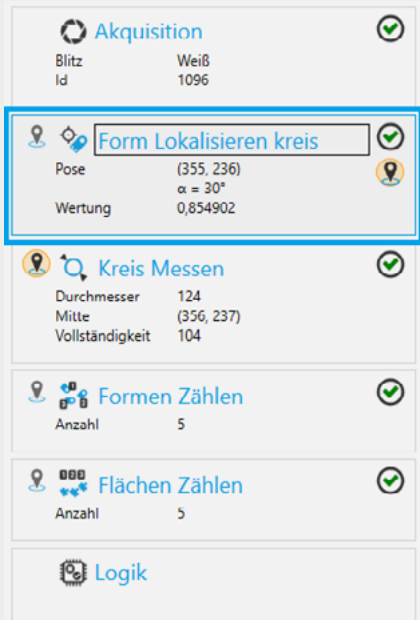 Akquisition
Blitz Weiß
Id 1096
Form Lokalisieren kreis
Pose (355, 236)
α = 30°
Wertung 0,854902
Kreis Messen
Durchmesser 124
Mitte (356, 237)
Vollständigkeit 104
Formen Zählen
Anzahl 5
Flächen Zählen
Anzahl 5
Logik